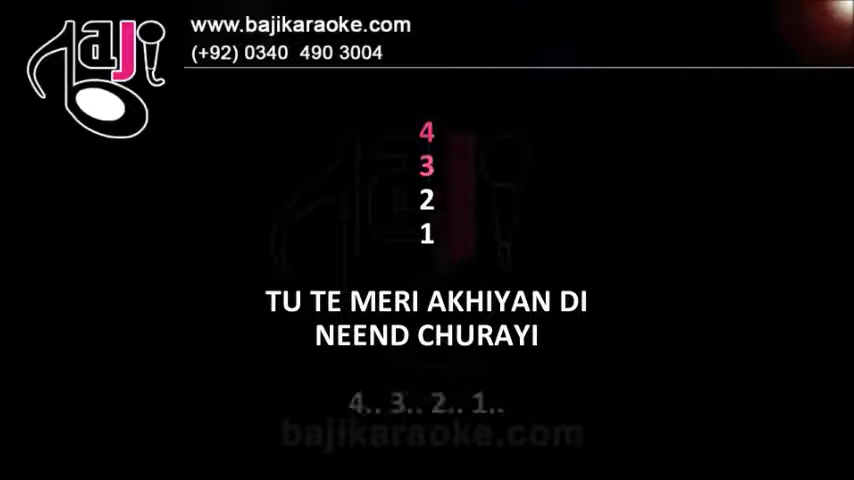 www.bajikaraoke.com
(+92) 0340 490 3004
Baji
4
3
2
1
TU TE MERI AKHIYAN DI
NEEND CHURAYI
4.. 3.. 2.. 1..
bajikaraoke.com